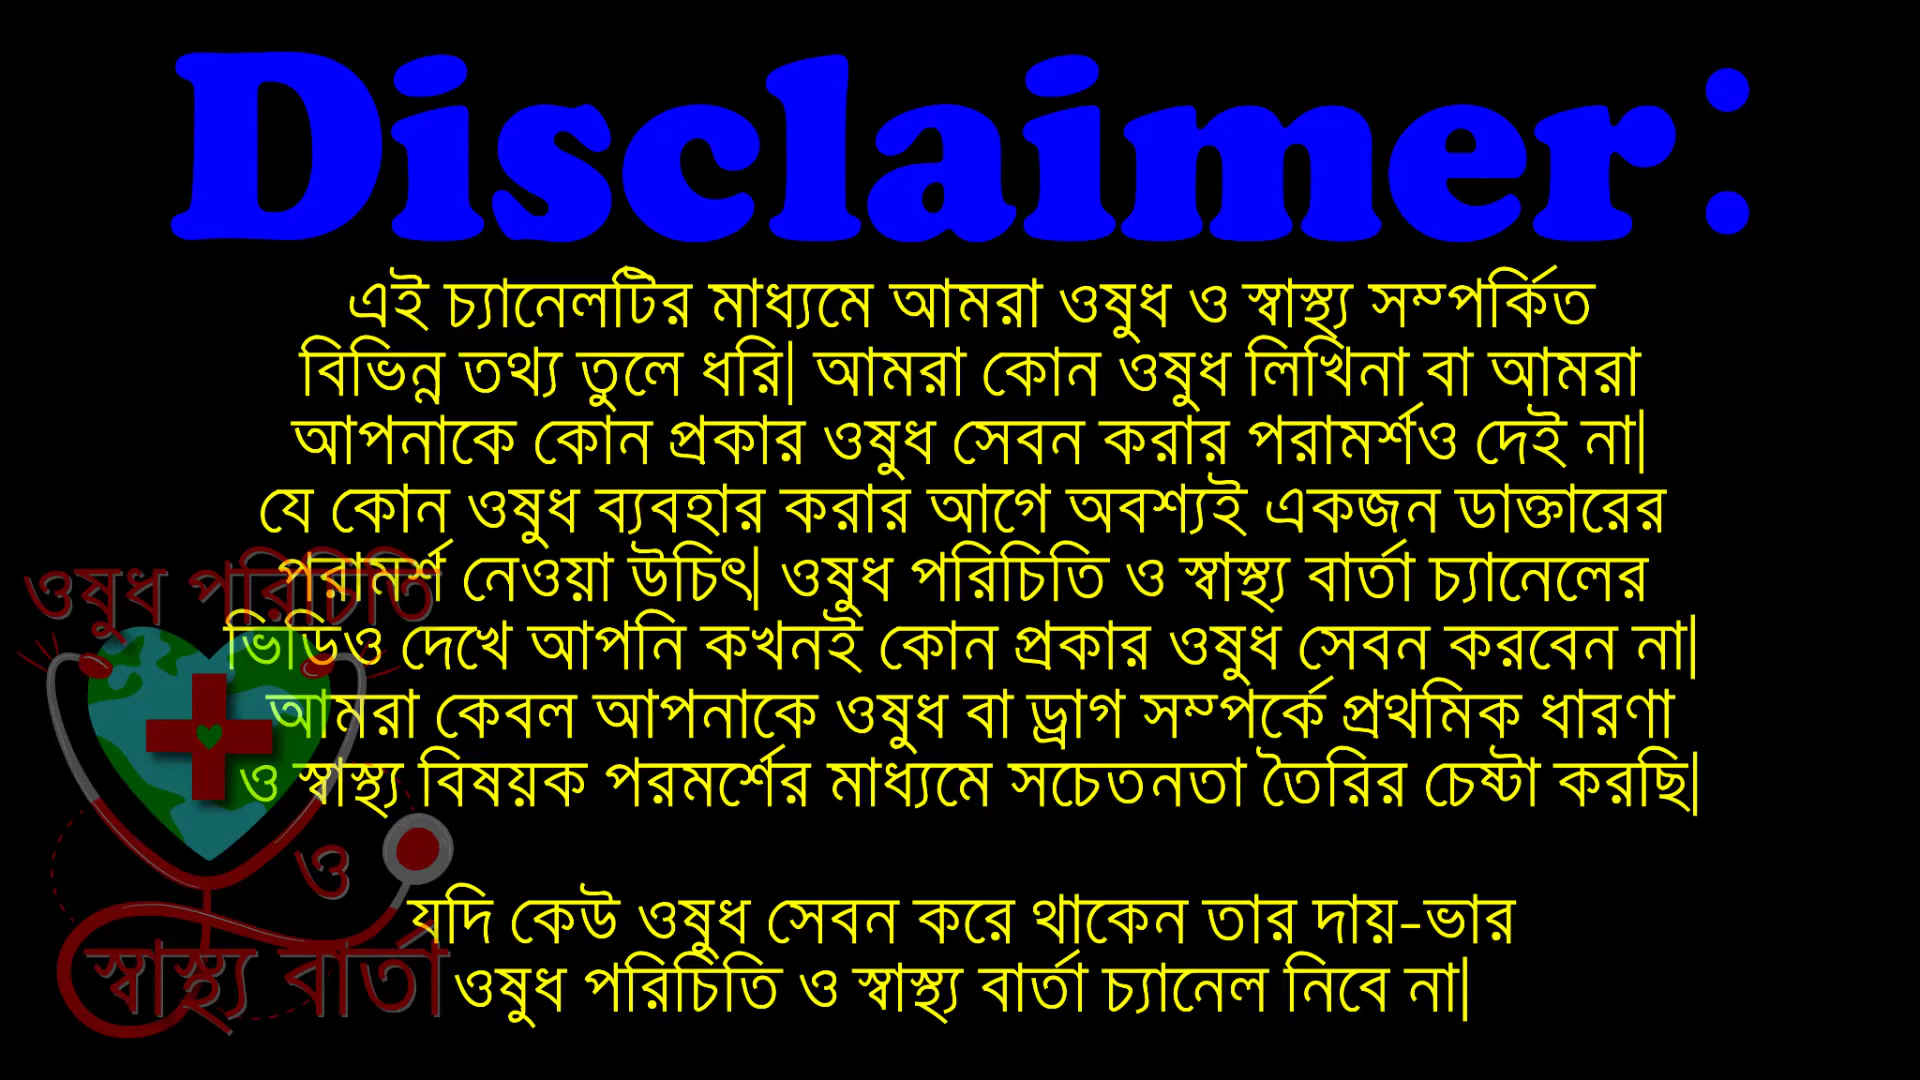 Disclaimer:
এই চ্যানেলটির মাধ্যমে আমরা ওষুধ ও স্বাস্থ্য সম্পর্কিত
বিভিন্ন তথ্য তুলে ধরি| আমরা কোন ওষুধ লিখিনা বা আমরা
আপনাকে কোন প্রকার ওষুধ সেবন করার পরামর্শও দেই না|
যে কোন ওষুধ ব্যবহার করার আগে অবশ্যই একজন ডাক্তারের
পরামর্শ নেওয়া উচিৎ| ওষুধ পরিচিতি ও স্বাস্থ্য বার্তা চ্যানেলের
ভিডিও দেখে আপনি কখনই কোন প্রকার ওষুধ সেবন করবেন না|
আমরা কেবল আপনাকে ওষুধ বা ড্রাগ সম্পর্কে প্রথমিক ধারণা
ও স্বাস্থ্য বিষয়ক পরমর্শের মাধ্যমে সচেতনতা তৈরির চেষ্টা করছি|
যদি কেউ ওষুধ সেবন করে থাকেন তার দায়-ভার
ওষুধ পরিচিতি ও স্বাস্থ্য বার্তা চ্যানেল নিবে না|
ওষুধ পরিচিতি
ও
স্বাস্থ্য বার্তা